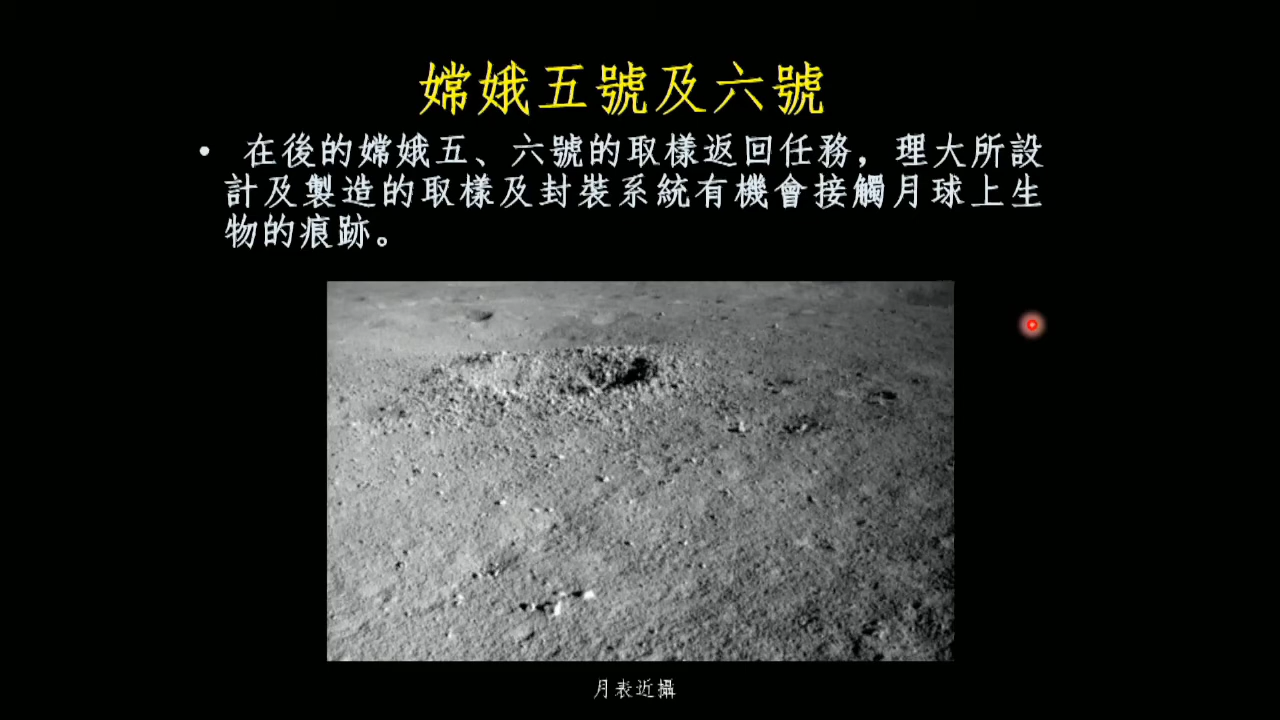 嫦娥五號及六號
• 在後的嫦娥五、六號的取樣返回任務，理大所設
計及製造的取樣及封裝系統有機會接觸月球上生
物的痕跡。
月表近攝